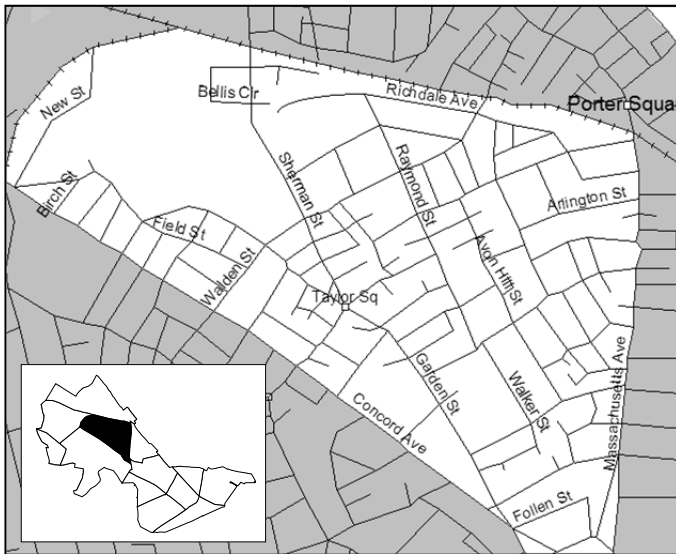 New St
Bellis Cir
Richdale Ave
Porter Squa
Birch St
Sherman St
Raymond St
Arlington St
Field St
Walden St
Avon Hill St
Taylor Sq
Garden St
Walker St
Massachusetts Ave
Concord Ave
Follen St